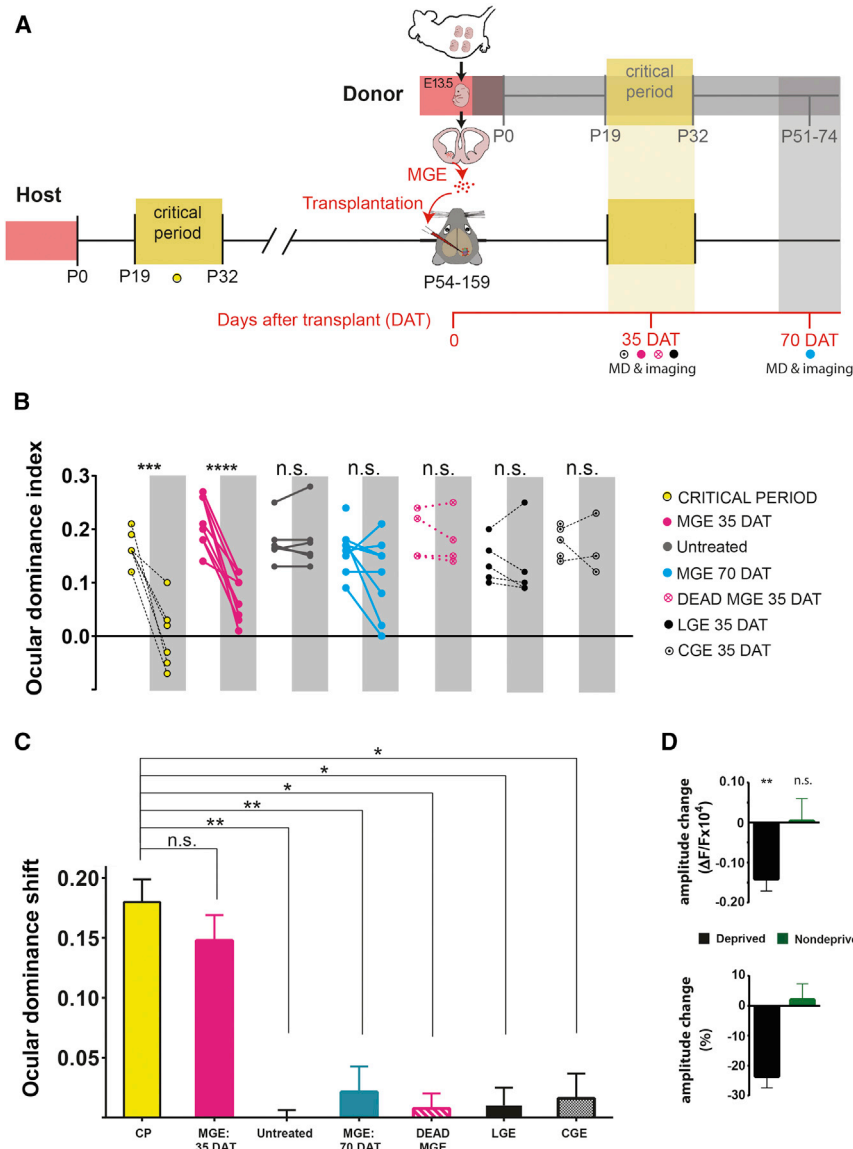 A
E13.5
Donor
critical
period
P0
P19
P32
P51-74
MGE
Transplantation
Host
critical
period
P0
P19
P32
P54-159
Days after transplant (DAT)
0
35 DAT
70 DAT
MD & imaging
MD & imaging
B
Ocular dominance index
*** **** n.s. n.s. n.s. n.s. n.s.
0.3
0.2
0.1
0.0
CRITICAL PERIOD
MGE 35 DAT
Untreated
MGE 70 DAT
DEAD MGE 35 DAT
LGE 35 DAT
CGE 35 DAT
C
Ocular dominance shift
*
*
*
**
**
n.s.
0.20
0.15
0.10
0.05
CP
MGE:
35 DAT
Untreated
MGE:
70 DAT
DEAD
MGE
LGE
CGE
D
amplitude change
(ΔF/Fx10⁴)
** n.s.
0.10
0
-0.10
-0.20
Deprived
Nondeprive
amplitude change
(%)
10
0
-10
-20
-30